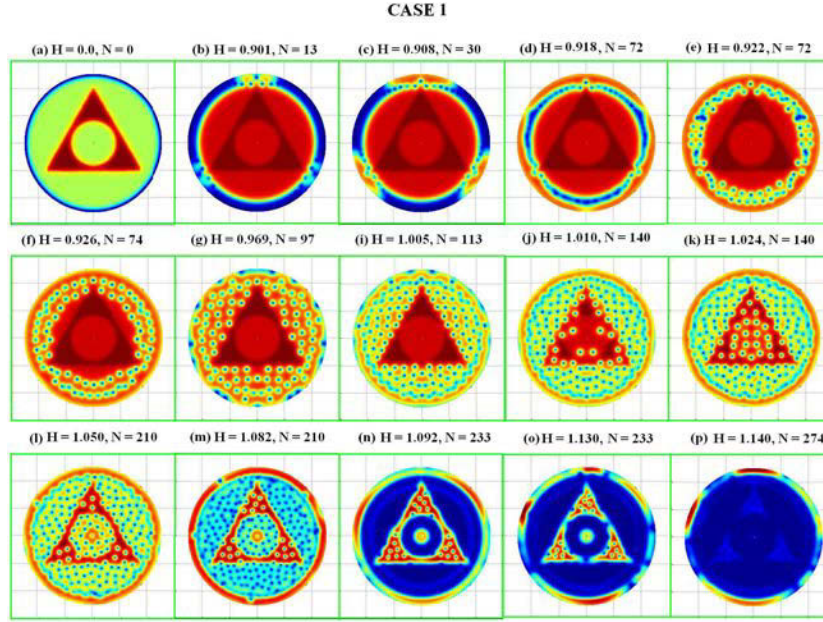 CASE 1
(a) H = 0.0, N = 0
(b) H = 0.901, N = 13
(c) H = 0.908, N = 30
(d) H = 0.918, N = 72
(e) H = 0.922, N = 72
(f) H = 0.926, N = 74
(g) H = 0.969, N = 97
(i) H = 1.005, N = 113
(j) H = 1.010, N = 140
(k) H = 1.024, N = 140
(l) H = 1.050, N = 210
(m) H = 1.082, N = 210
(n) H = 1.092, N = 233
(o) H = 1.130, N = 233
(p) H = 1.140, N = 274